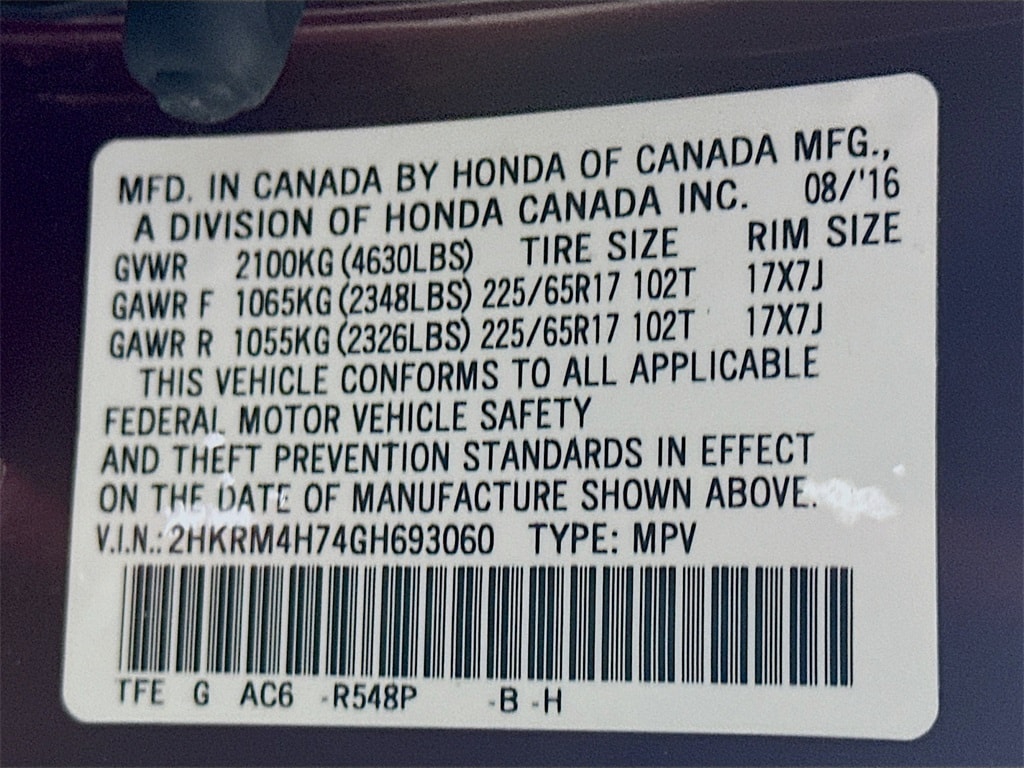 MFD. IN CANADA BY HONDA OF CANADA MFG.,
A DIVISION OF HONDA CANADA INC. 08/'16
GVWR 2100KG (4630LBS) TIRE SIZE RIM SIZE
GAWR F 1065KG (2348LBS) 225/65R17 102T 17X7J
GAWR R 1055KG (2326LBS) 225/65R17 102T 17X7J
THIS VEHICLE CONFORMS TO ALL APPLICABLE
FEDERAL MOTOR VEHICLE SAFETY
AND THEFT PREVENTION STANDARDS IN EFFECT
ON THE DATE OF MANUFACTURE SHOWN ABOVE.
V.I.N.: 2HKRM4H74GH693060 TYPE: MPV
TFE G AC6 -R548P -B -H